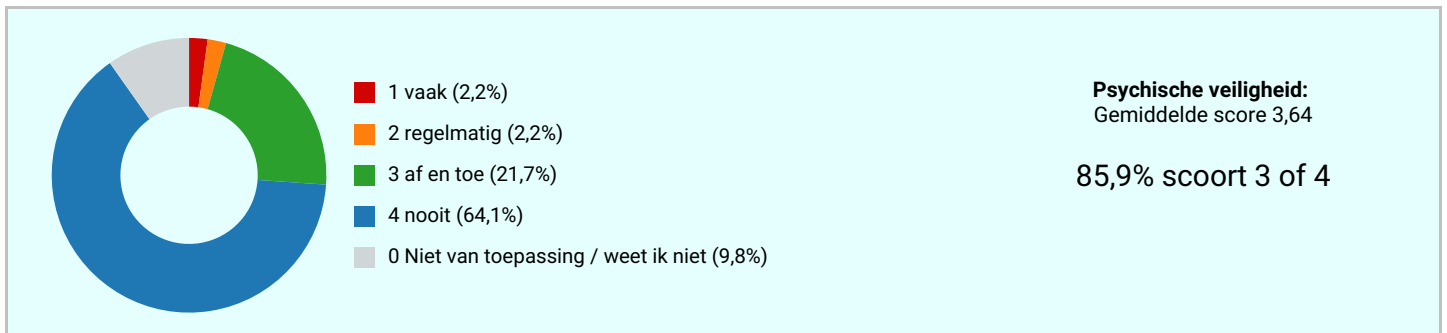 1 vaak (2,2%)
2 regelmatig (2,2%)
3 af en toe (21,7%)
4 nooit (64,1%)
0 Niet van toepassing / weet ik niet (9,8%)
Psychische veiligheid:
Gemiddelde score 3,64
85,9% scoort 3 of 4